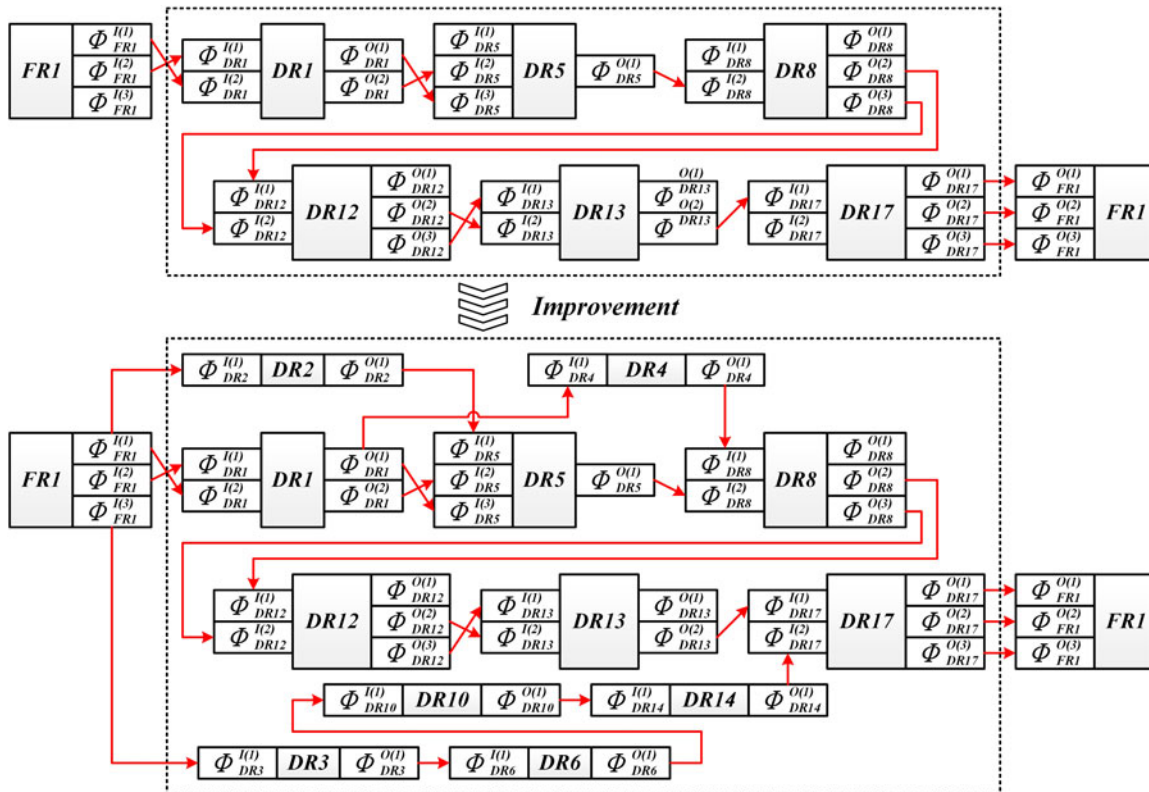 FR1
Φ I(1) FR1
Φ I(2) FR1
Φ I(3) FR1
Φ I(1) DR1
Φ I(2) DR1
DR1
Φ O(1) DR1
Φ O(2) DR1
Φ I(1) DR5
Φ I(2) DR5
Φ I(3) DR5
DR5
Φ O(1) DR5
Φ I(1) DR8
Φ I(2) DR8
DR8
Φ O(1) DR8
Φ O(2) DR8
Φ O(3) DR8
Φ I(1) DR12
Φ I(2) DR12
DR12
Φ O(1) DR12
Φ O(2) DR12
Φ O(3) DR12
Φ I(1) DR13
Φ I(2) DR13
DR13
Φ O(1) DR13
Φ O(2) DR13
Φ I(1) DR17
Φ I(2) DR17
DR17
Φ O(1) DR17
Φ O(2) DR17
Φ O(3) DR17
Φ O(1) FR1
Φ O(2) FR1
Φ O(3) FR1
FR1
Improvement
Φ I(1) DR2
DR2
Φ O(1) DR2
Φ I(1) DR4
DR4
Φ O(1) DR4
FR1
Φ I(1) FR1
Φ I(2) FR1
Φ I(3) FR1
Φ I(1) DR1
Φ I(2) DR1
DR1
Φ O(1) DR1
Φ O(2) DR1
Φ I(1) DR5
Φ I(2) DR5
Φ I(3) DR5
DR5
Φ O(1) DR5
Φ I(1) DR8
Φ I(2) DR8
DR8
Φ O(1) DR8
Φ O(2) DR8
Φ O(3) DR8
Φ I(1) DR12
Φ I(2) DR12
DR12
Φ O(1) DR12
Φ O(2) DR12
Φ O(3) DR12
Φ I(1) DR13
Φ I(2) DR13
DR13
Φ O(1) DR13
Φ O(2) DR13
Φ I(1) DR17
Φ I(2) DR17
DR17
Φ O(1) DR17
Φ O(2) DR17
Φ O(3) DR17
Φ O(1) FR1
Φ O(2) FR1
Φ O(3) FR1
FR1
Φ I(1) DR10
DR10
Φ O(1) DR10
Φ I(1) DR14
DR14
Φ O(1) DR14
Φ I(1) DR3
DR3
Φ O(1) DR3
Φ I(1) DR6
DR6
Φ O(1) DR6